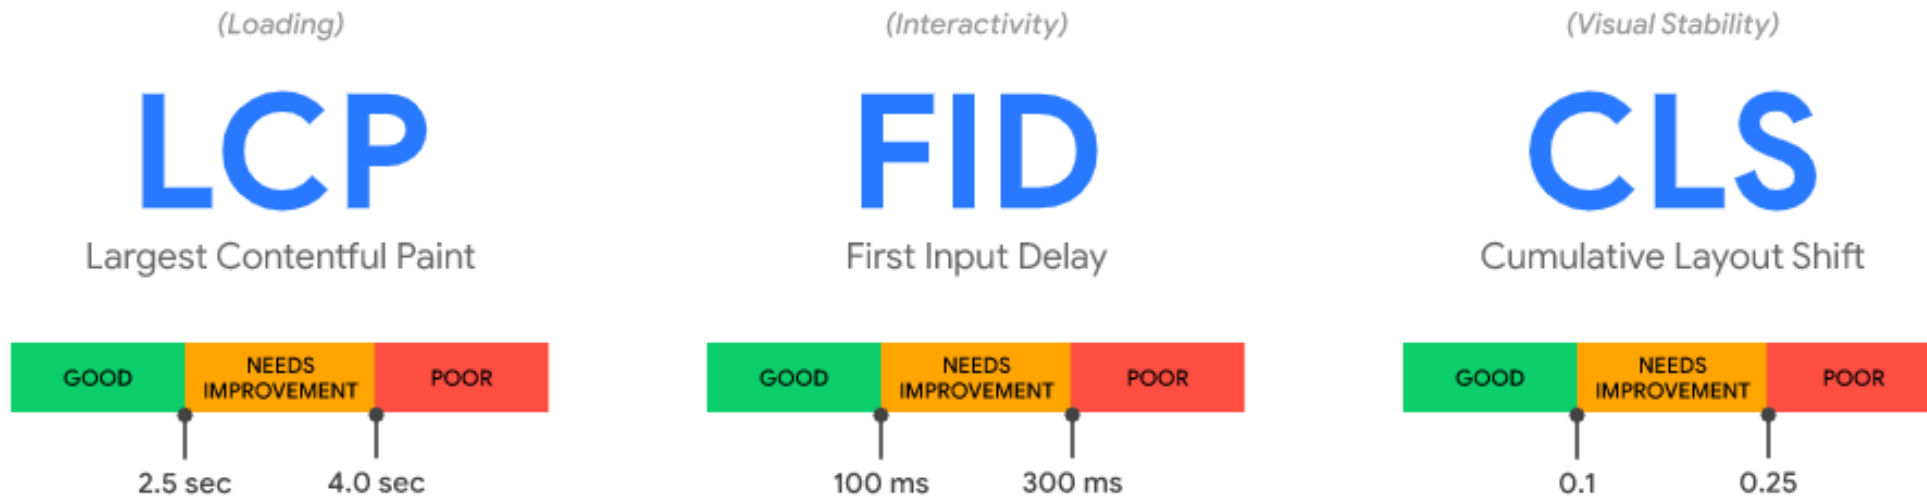 (Loading)
LCP
Largest Contentful Paint
GOOD
NEEDS
IMPROVEMENT
POOR
2.5 sec
4.0 sec
(Interactivity)
FID
First Input Delay
GOOD
NEEDS
IMPROVEMENT
POOR
100 ms
300 ms
(Visual Stability)
CLS
Cumulative Layout Shift
GOOD
NEEDS
IMPROVEMENT
POOR
0.1
0.25